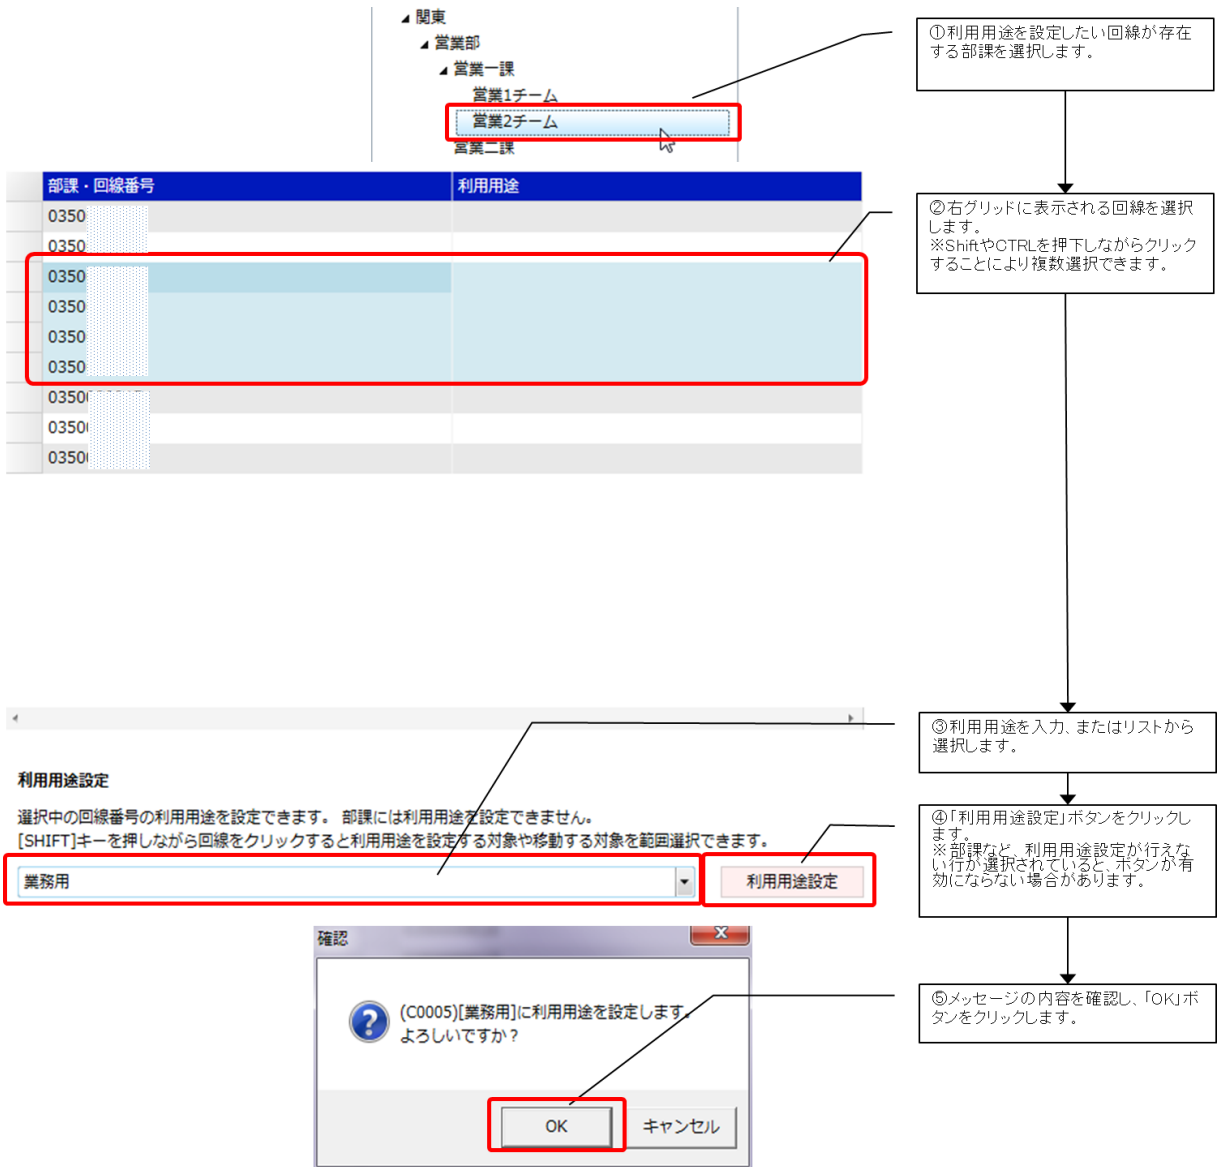 関東
営業部
営業一課
営業1チーム
営業2チーム
営業二課
①利用用途を設定したい回線が存在
する部課を選択します。
部課・回線番号 利用用途
0350
0350
0350
0350
0350
0350
0350
0350
0350
②右グリッドに表示される回線を選択
します。
※ShiftやCTRLを押下しながらクリック
することにより複数選択できます。
③利用用途を入力、またはリストから
選択します。
利用用途設定
選択中の回線番号の利用用途を設定できます。 部課には利用用途を設定できません。
[SHIFT]キーを押しながら回線をクリックすると利用用途を設定する対象や移動する対象を範囲選択できます。
業務用
利用用途設定
④「利用用途設定」ボタンをクリックし
ます。
※部課など、利用用途設定が行えな
い行が選択されていると、ボタンが有
効にならない場合があります。
確認
(C0005)[業務用]に利用用途を設定します。
よろしいですか？
OK
キャンセル
⑤メッセージの内容を確認し、「OK」ボ
タンをクリックします。